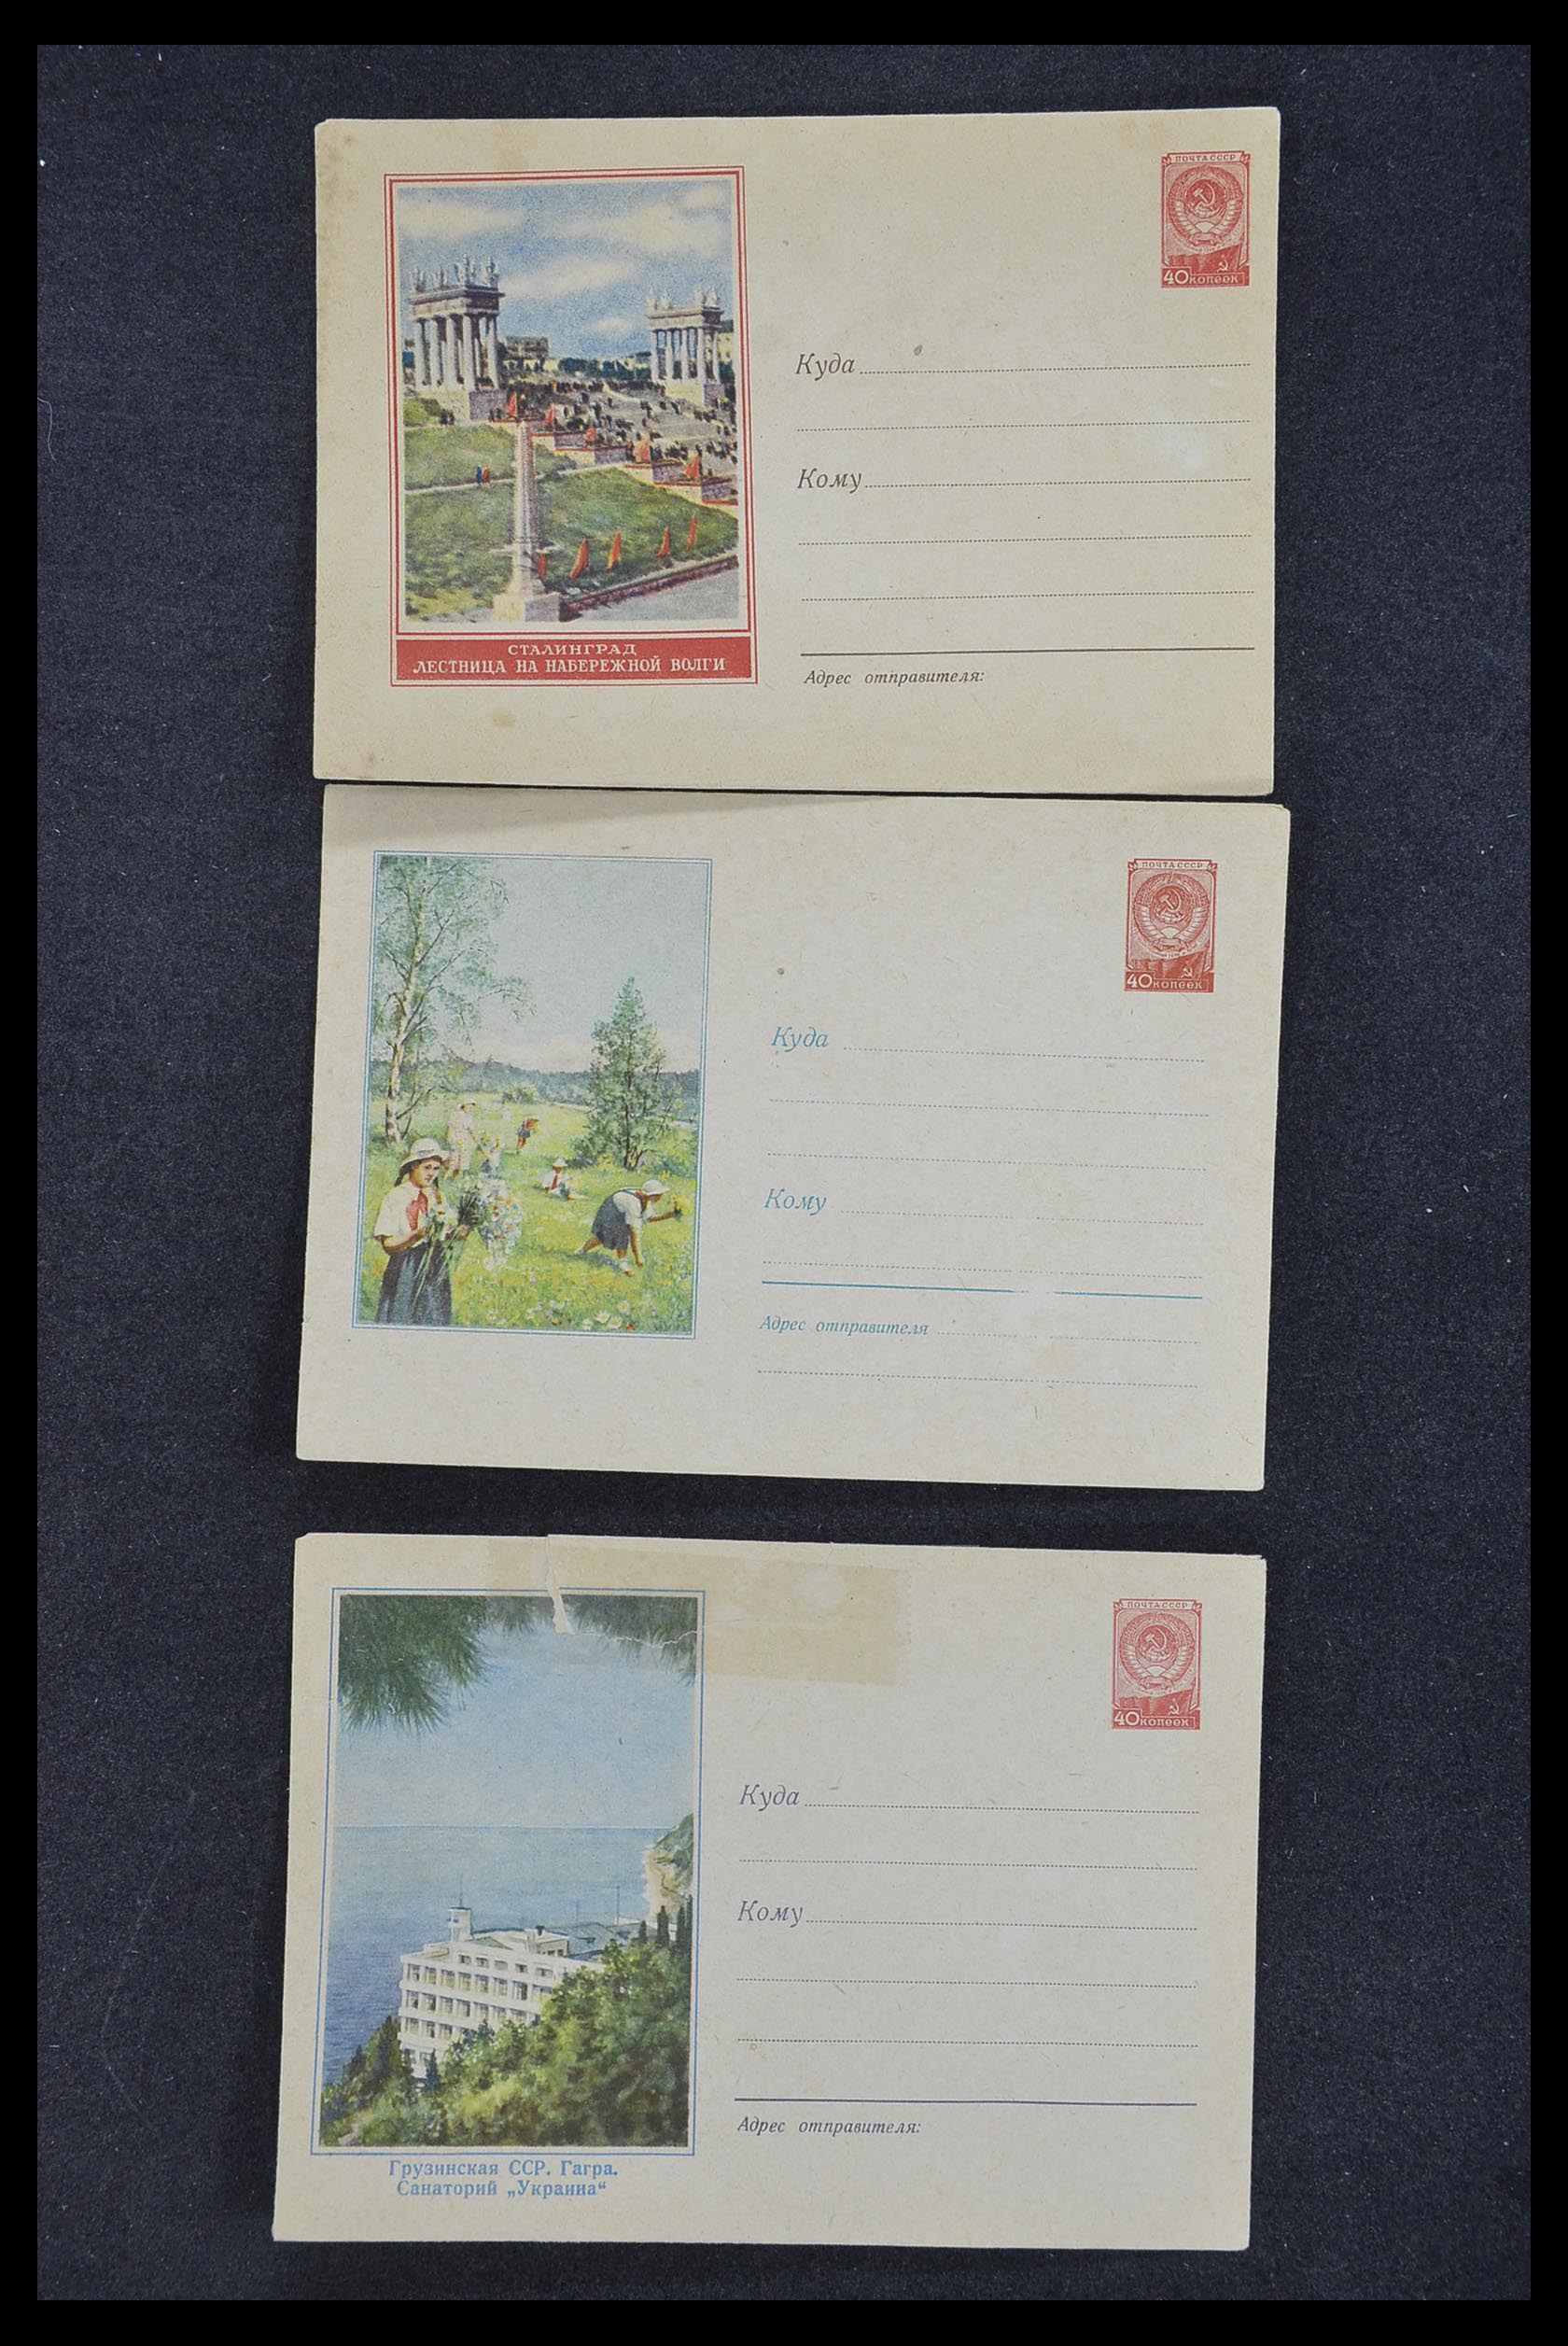 ПОЧТА СССР
40 копеек
Куда
Кому
СТАЛИНГРАД
ЛЕСТНИЦА НА НАБЕРЕЖНОЙ ВОЛГИ
Адрес отправителя:
ПОЧТА СССР
40 копеек
Куда
Кому
Адрес отправителя
ПОЧТА СССР
40 копеек
Куда
Кому
Адрес отправителя:
Грузинская ССР. Гагра.
Санаторий „Украина“